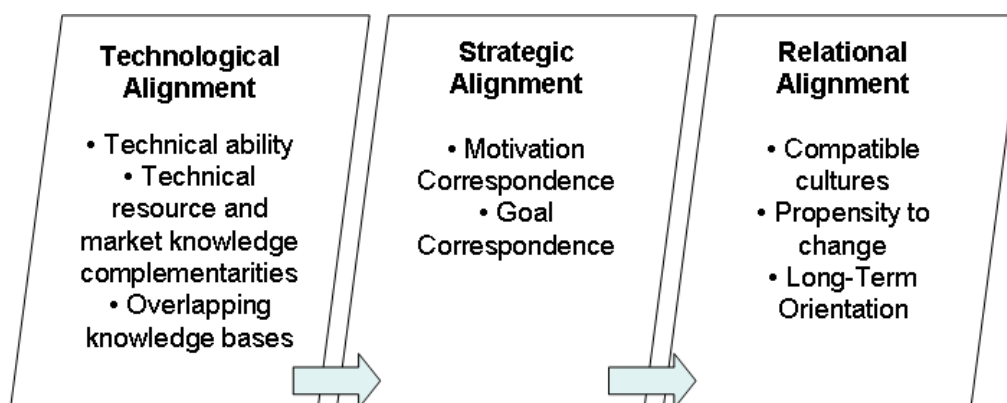 Technological
Alignment
• Technical ability
• Technical
resource and
market knowledge
complementarities
• Overlapping
knowledge bases
Strategic
Alignment
• Motivation
Correspondence
• Goal
Correspondence
Relational
Alignment
• Compatible
cultures
• Propensity to
change
• Long-Term
Orientation